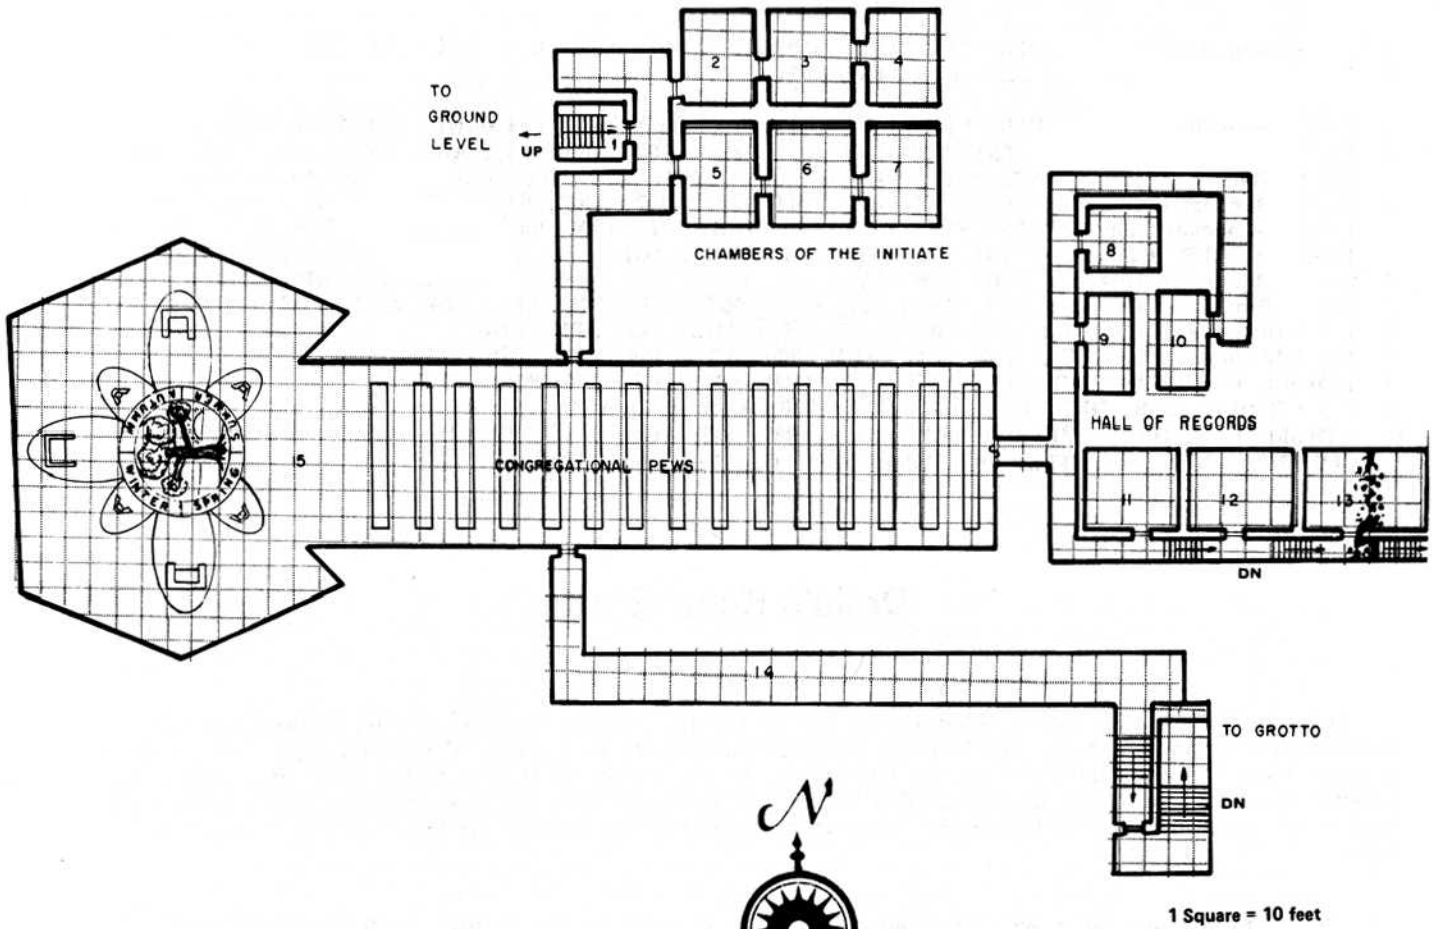 2
3
4
TO
GROUND
LEVEL
UP
1
5
6
7
CHAMBERS OF THE INITIATE
8
9
10
HALL OF RECORDS
11
12
13
DN
AUTUMN
SUMMER
WINTER
SPRING
15
CONGREGATIONAL PEWS
S
14
TO GROTTO
DN
N
1 Square = 10 feet